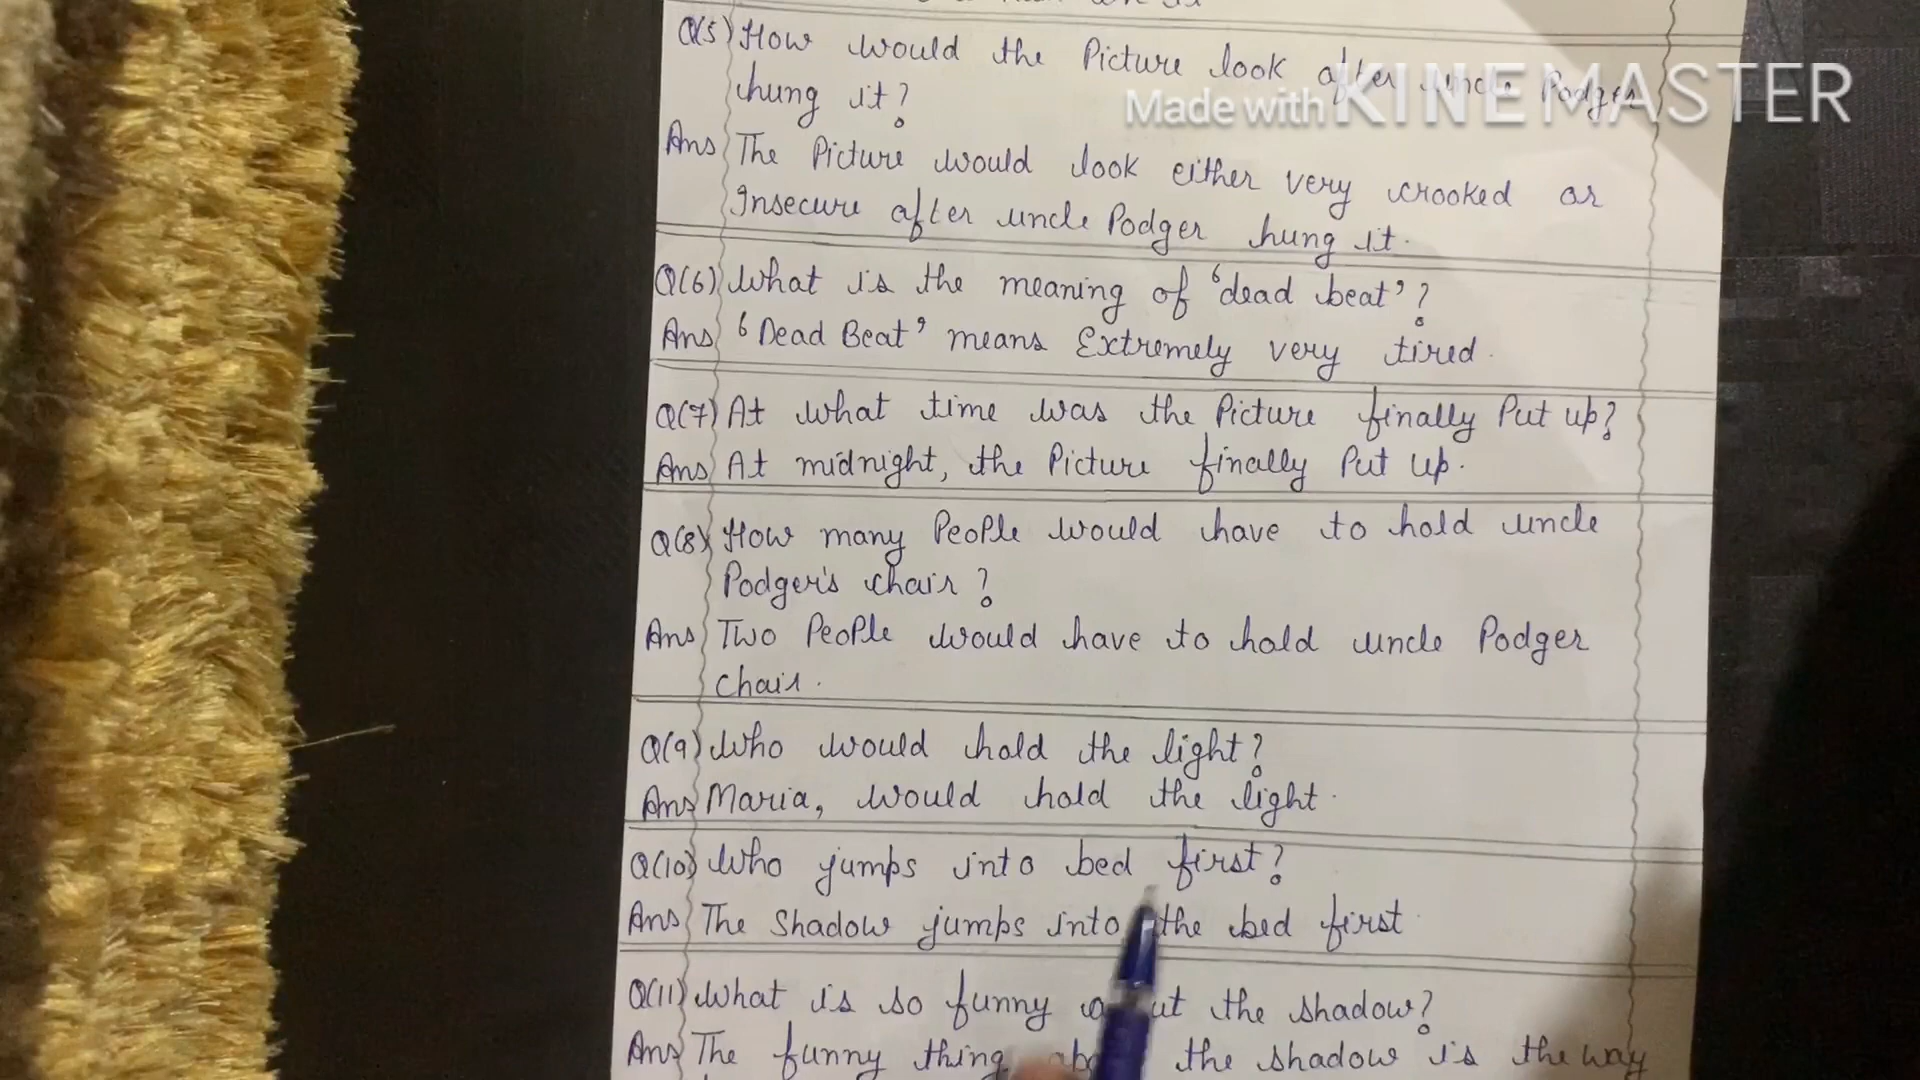 Q(5) How would the Picture look after uncle Podger
hung it?
Made with KINEMASTER
Ans The Picture would look either very crooked or
Insecure after uncle Podger hung it.
Q(6) What is the meaning of 'dead beat'?
Ans 'Dead Beat' means Extremely very tired.
Q(7) At what time was the Picture finally Put up?
Ans At midnight, the Picture finally Put up.
Q(8) How many People would have to hold uncle
Podger's chair?
Ans Two People would have to hold uncle Podger
chair.
Q(9) Who would hold the light?
Ans Maria, would hold the light.
Q(10) Who jumps into bed first?
Ans The Shadow jumps into the bed first.
Q(11) What is so funny about the shadow?
Ans The funny thing about the shadow is the way